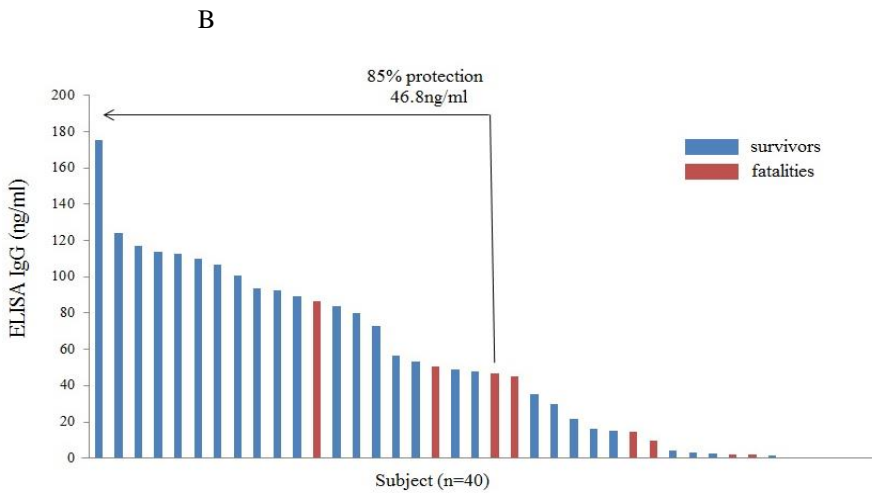 B
85% protection
46.8ng/ml
200
180
160
140
120
100
80
60
40
20
0
ELISA IgG (ng/ml)
survivors
fatalities
Subject (n=40)